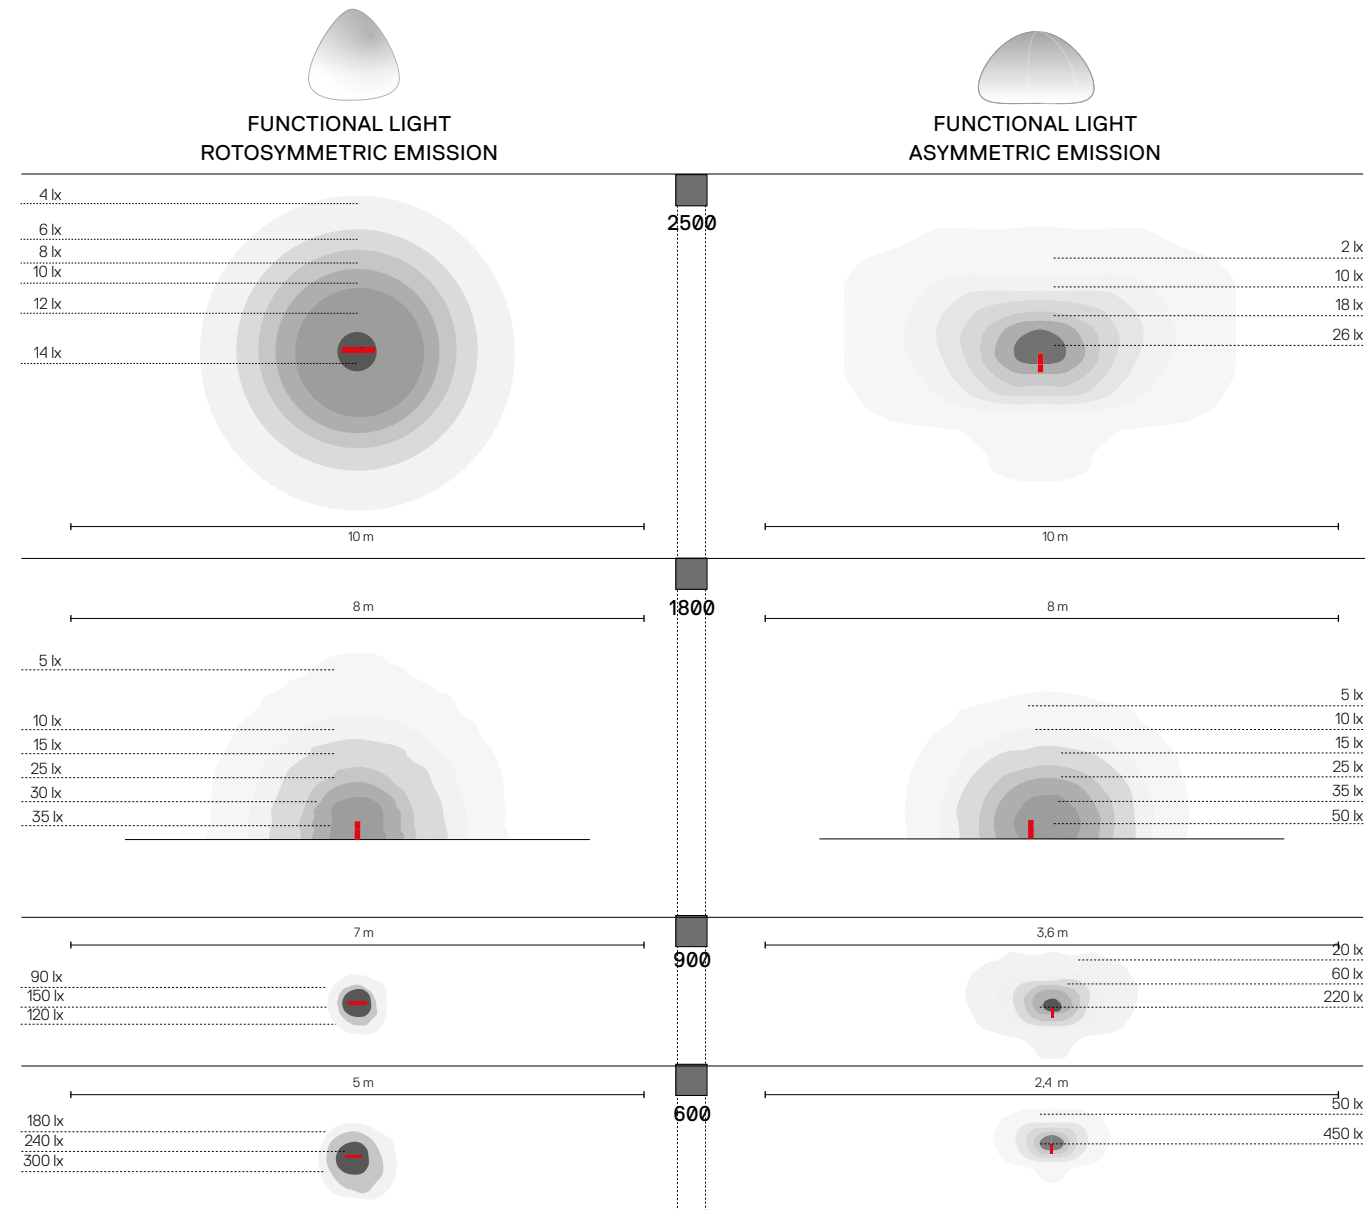 FUNCTIONAL LIGHT
ROTOSYMMETRIC EMISSION
FUNCTIONAL LIGHT
ASYMMETRIC EMISSION
4 lx
6 lx
8 lx
10 lx
12 lx
14 lx
10 m
2500
2 lx
10 lx
18 lx
26 lx
10 m
8 m
5 lx
10 lx
15 lx
25 lx
30 lx
35 lx
1800
8 m
5 lx
10 lx
15 lx
25 lx
35 lx
50 lx
7 m
90 lx
150 lx
120 lx
900
3,6 m
20 lx
60 lx
220 lx
5 m
180 lx
240 lx
300 lx
600
2,4 m
50 lx
450 lx